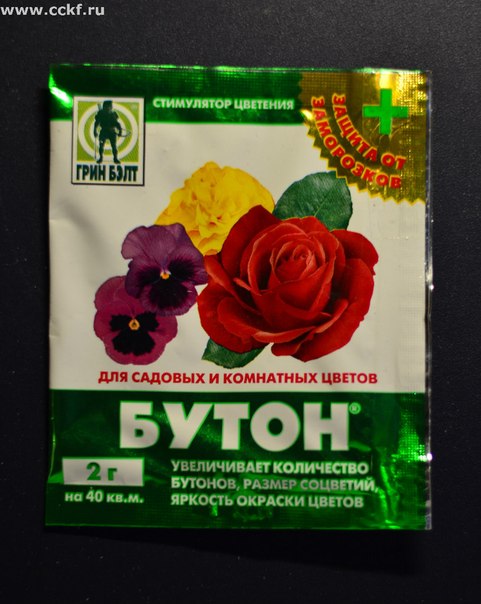 www.cckf.ru
СТИМУЛЯТОР ЦВЕТЕНИЯ
ЗАЩИТА ОТ
ЗАМОРОЗКОВ
ГРИН БЭЛТ
ДЛЯ САДОВЫХ И КОМНАТНЫХ ЦВЕТОВ
БУТОН®
2 г
на 40 кв.м.
УВЕЛИЧИВАЕТ КОЛИЧЕСТВО
БУТОНОВ, РАЗМЕР СОЦВЕТИЙ,
ЯРКОСТЬ ОКРАСКИ ЦВЕТОВ